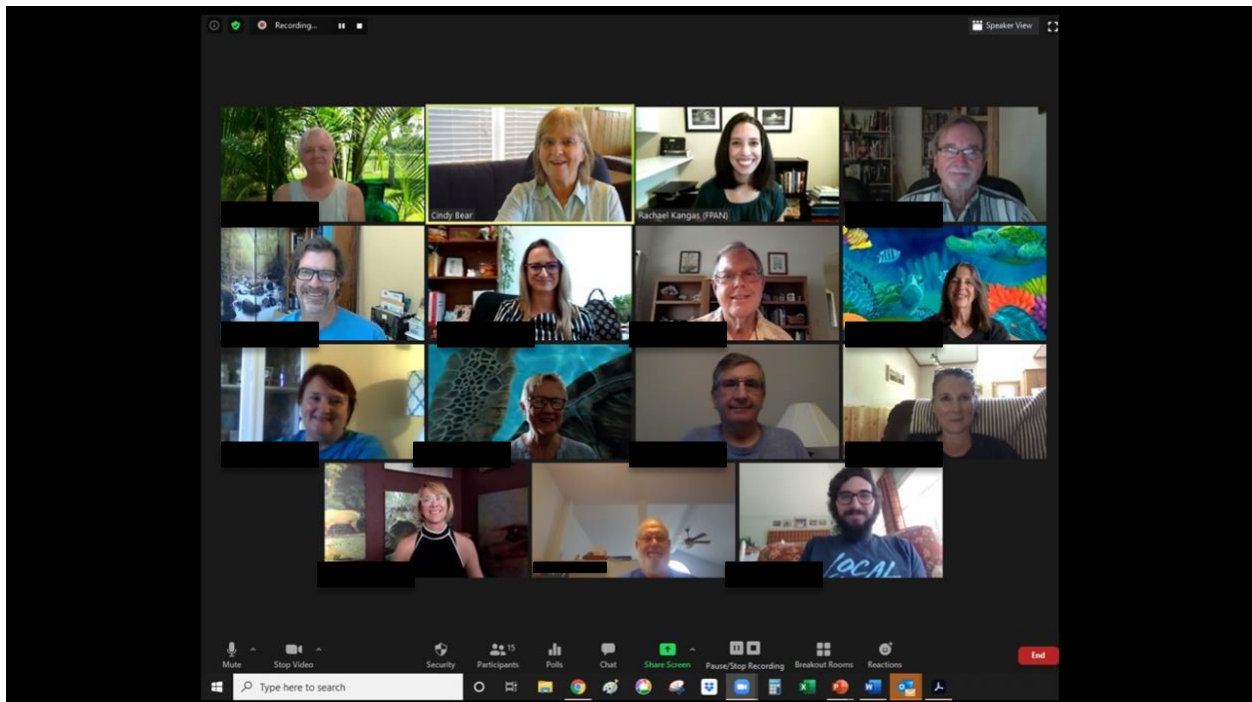 Recording...
Speaker View
Cindy Bear
Rachael Kangas (FPAN)
LOCAL
Mute
Stop Video
Security
Participants
15
Polls
Chat
Share Screen
Pause/Stop Recording
Breakout Rooms
Reactions
End
Type here to search